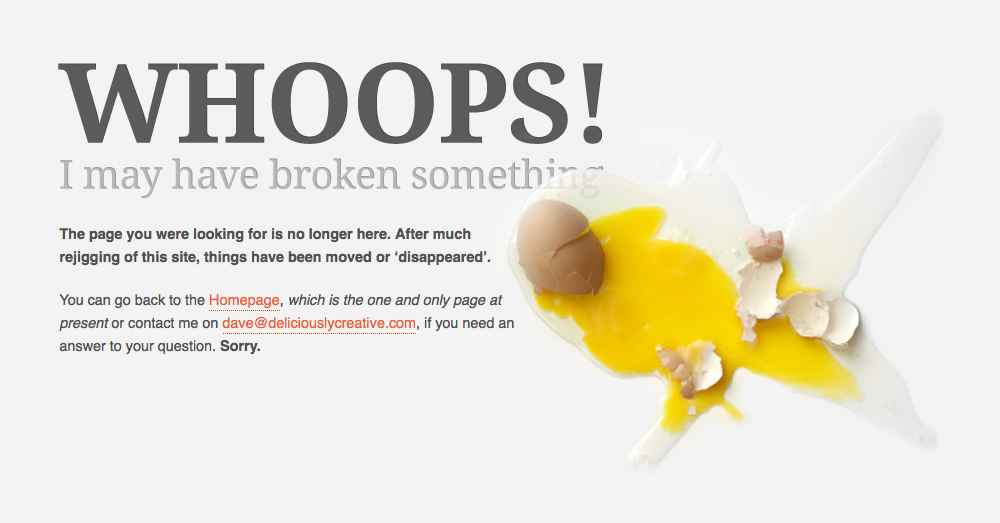 WHOOPS!
I may have broken something
The page you were looking for is no longer here. After much
rejigging of this site, things have been moved or ‘disappeared’.
You can go back to the Homepage, which is the one and only page at
present or contact me on dave@deliciouslycreative.com, if you need an
answer to your question. Sorry.